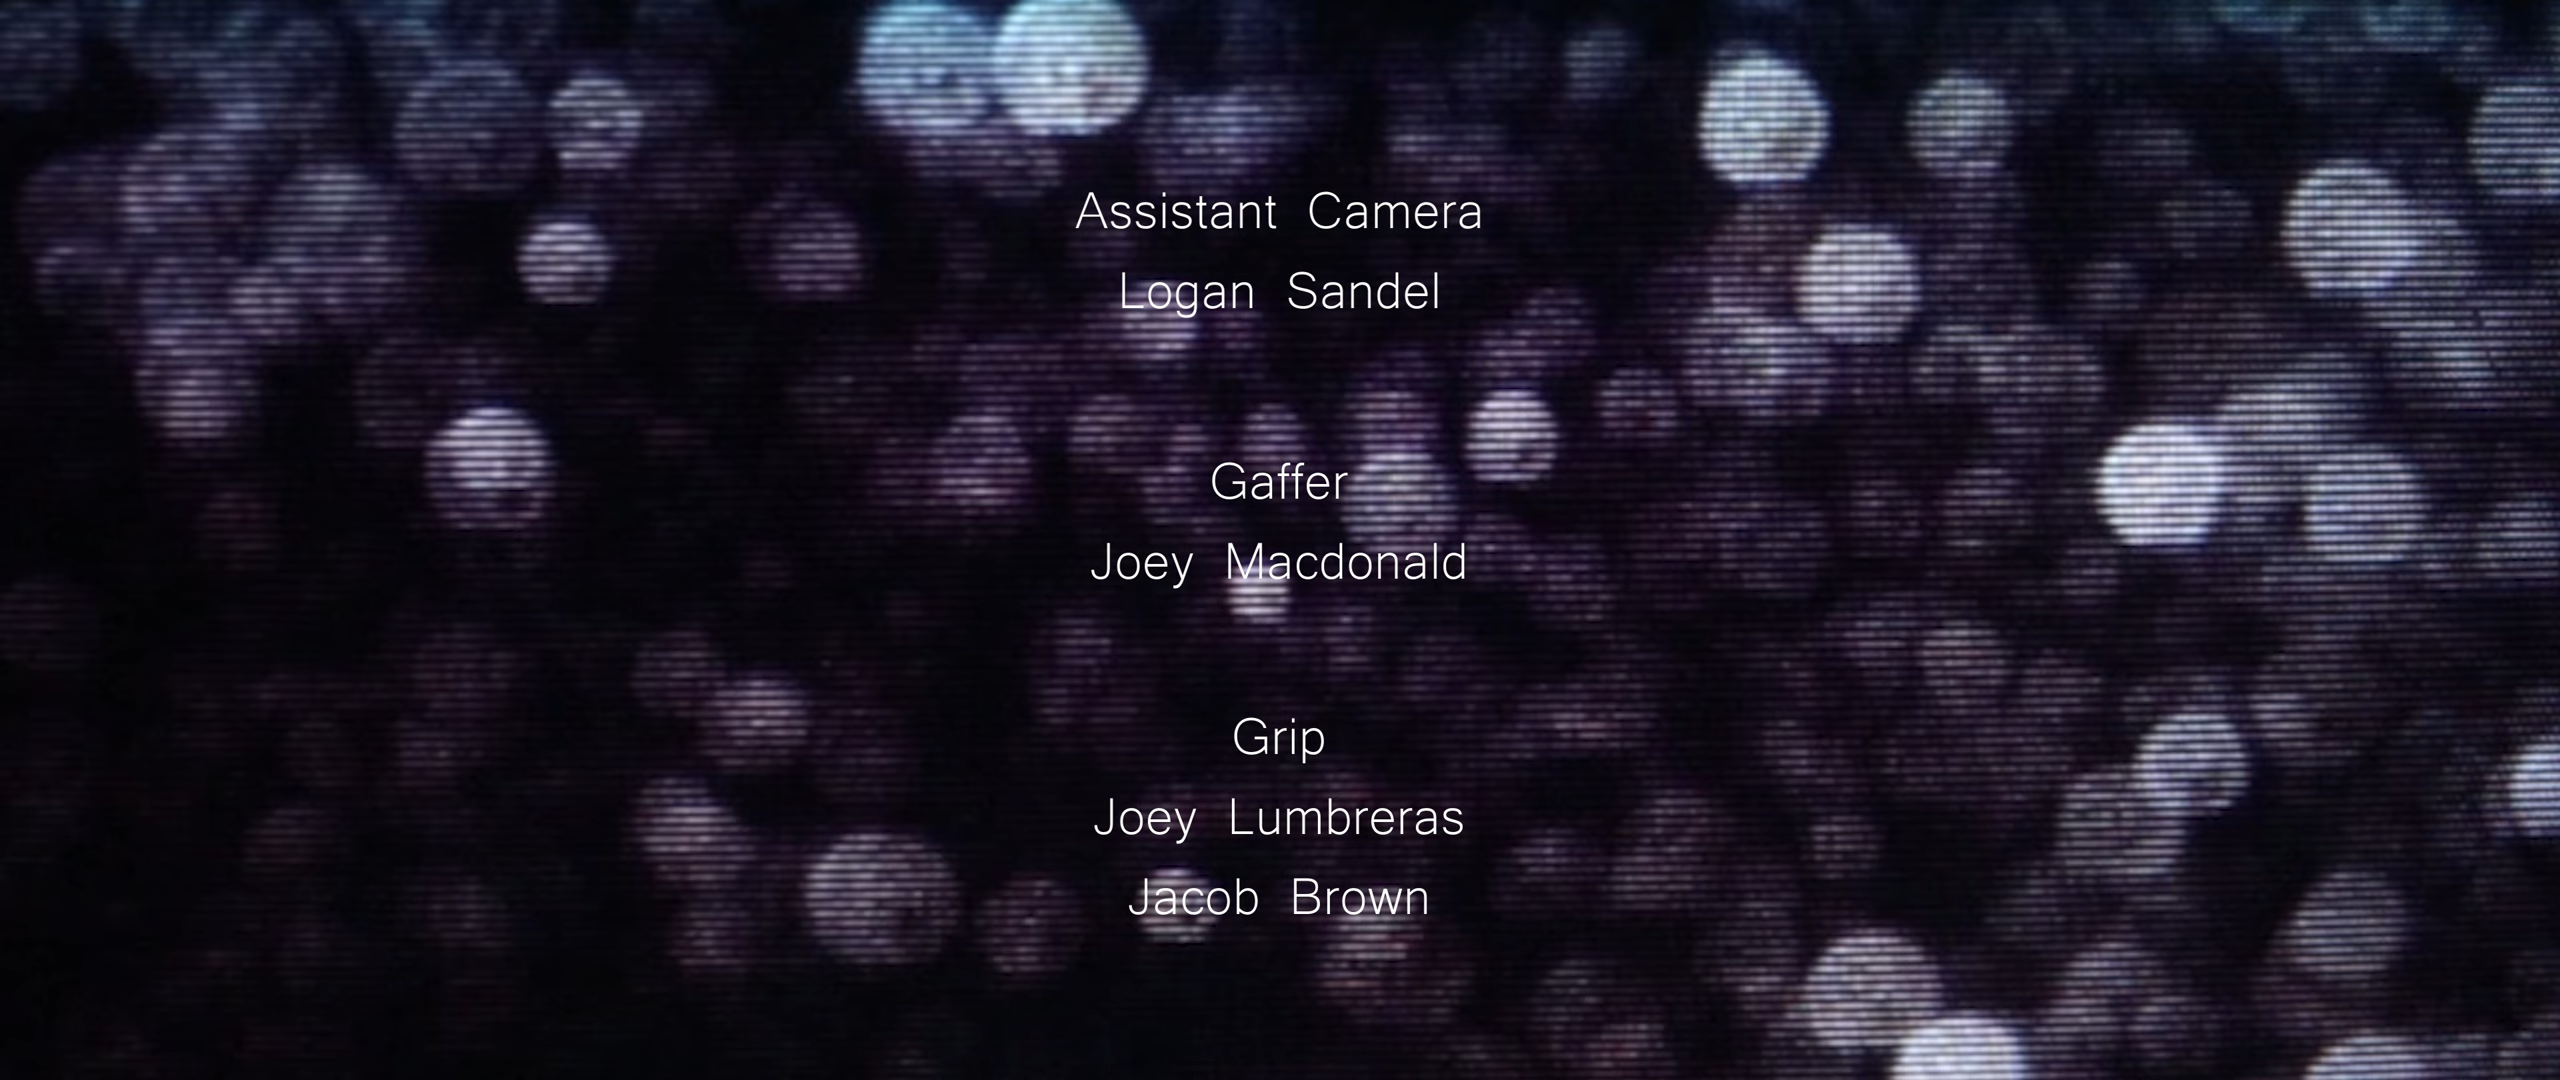 Assistant Camera
Logan Sandel
Gaffer
Joey Macdonald
Grip
Joey Lumbreras
Jacob Brown